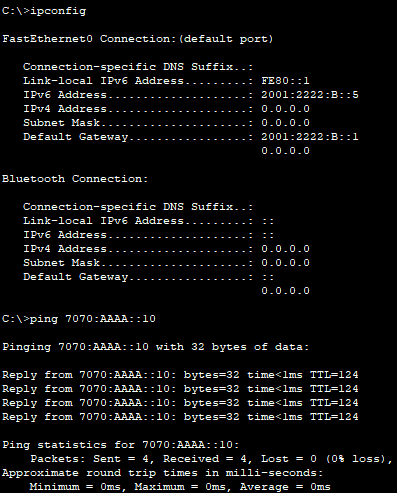 C:\>ipconfig
FastEthernet0 Connection:(default port)
Connection-specific DNS Suffix..:
Link-local IPv6 Address.........: FE80::1
IPv6 Address....................: 2001:2222:B::5
IPv4 Address....................: 0.0.0.0
Subnet Mask.....................: 0.0.0.0
Default Gateway.................: 2001:2222:B::1
0.0.0.0
Bluetooth Connection:
Connection-specific DNS Suffix..:
Link-local IPv6 Address.........: ::
IPv6 Address....................: ::
IPv4 Address....................: 0.0.0.0
Subnet Mask.....................: 0.0.0.0
Default Gateway.................: ::
0.0.0.0
C:\>ping 7070:AAAA::10
Pinging 7070:AAAA::10 with 32 bytes of data:
Reply from 7070:AAAA::10: bytes=32 time<1ms TTL=124
Reply from 7070:AAAA::10: bytes=32 time<1ms TTL=124
Reply from 7070:AAAA::10: bytes=32 time<1ms TTL=124
Reply from 7070:AAAA::10: bytes=32 time<1ms TTL=124
Ping statistics for 7070:AAAA::10:
Packets: Sent = 4, Received = 4, Lost = 0 (0% loss),
Approximate round trip times in milli-seconds:
Minimum = 0ms, Maximum = 0ms, Average = 0ms